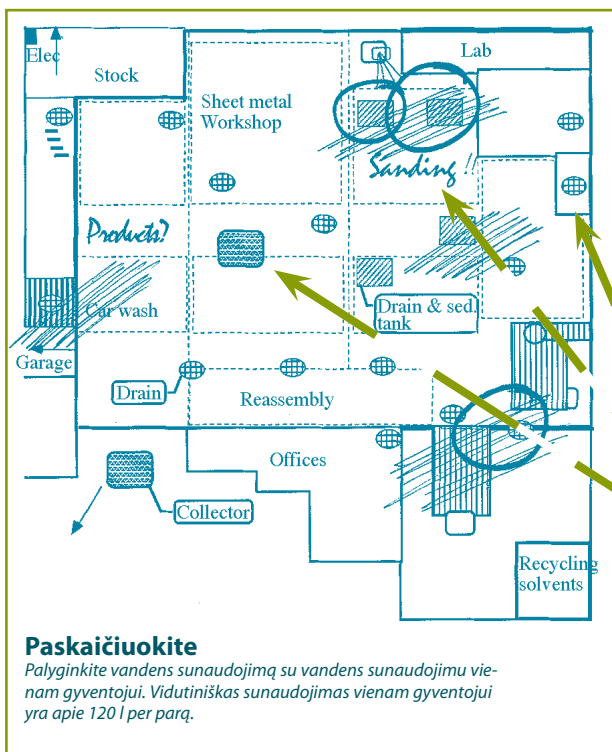 Elec
Stock
Lab
Sheet metal
Workshop
Sanding !!
Products?
Car wash
Drain & sed.
tank
Garage
Drain
Reassembly
Offices
Collector
Recycling
solvents
Paskaičiuokite
Palyginkite vandens sunaudojimą su vandens sunaudojimu vie-
nam gyventojui. Vidutiniškas sunaudojimas vienam gyventojui
yra apie 120 l per parą.